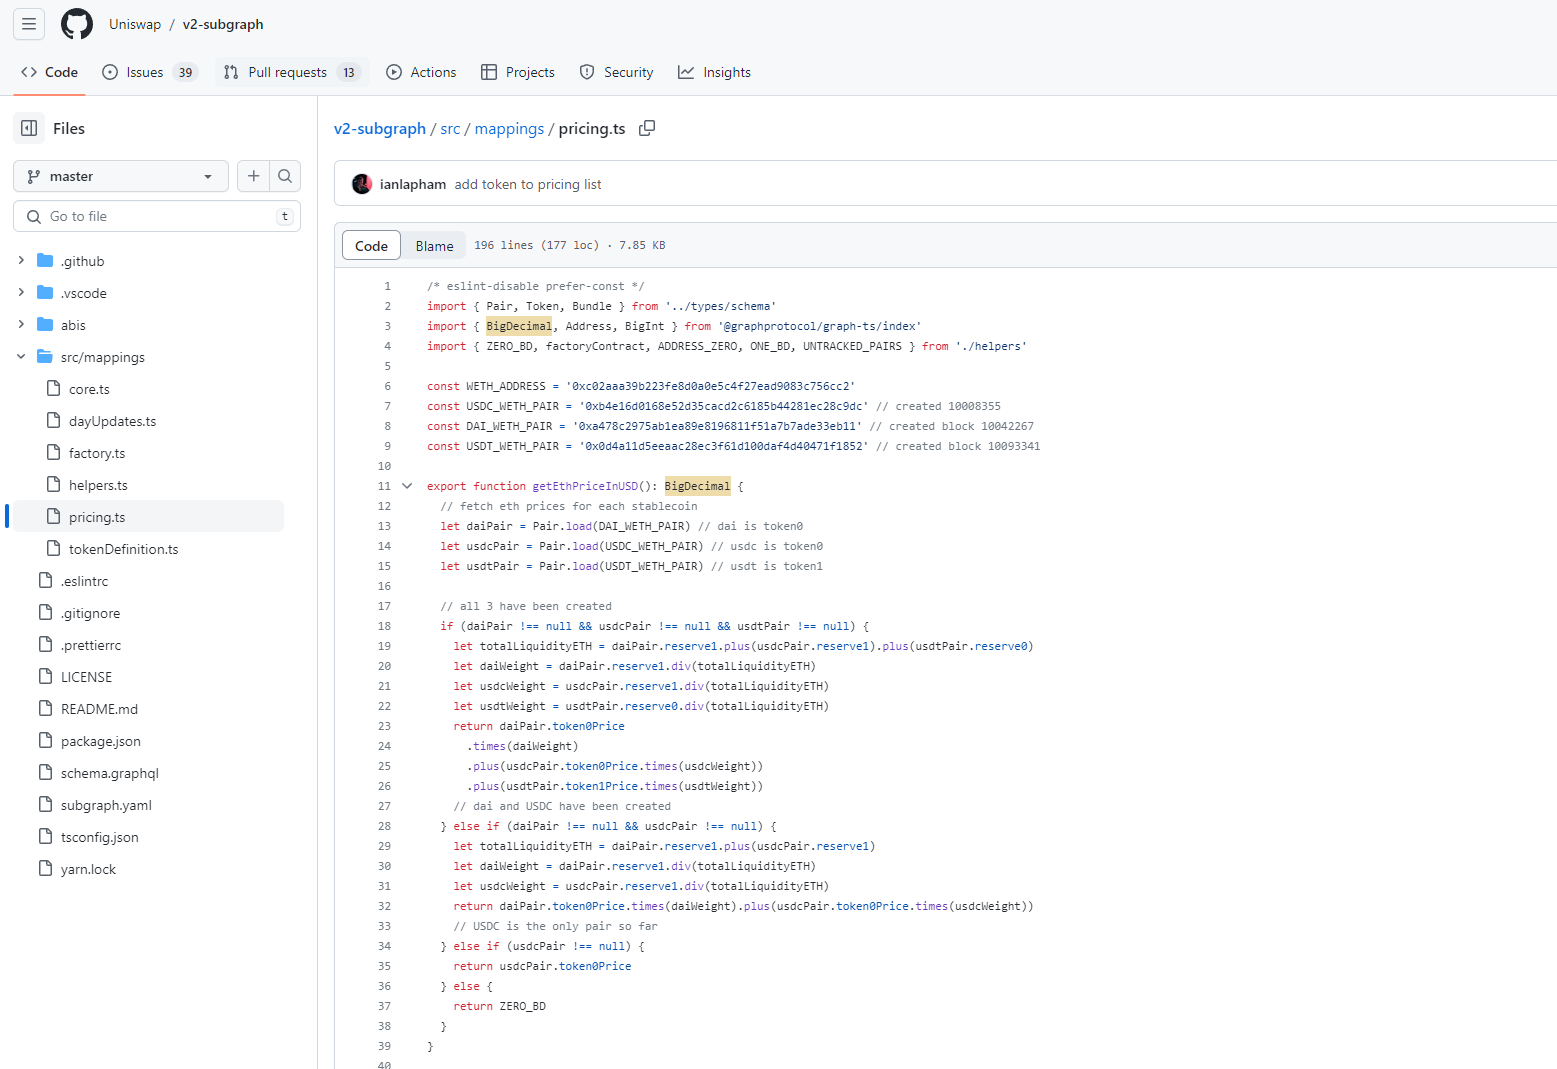 Uniswap / v2-subgraph
Code
Issues 39
Pull requests 13
Actions
Projects
Security
Insights
Files
master
Go to file
t
.github
.vscode
abis
src/mappings
core.ts
dayUpdates.ts
factory.ts
helpers.ts
pricing.ts
tokenDefinition.ts
.eslintrc
.gitignore
.prettierrc
LICENSE
README.md
package.json
schema.graphql
subgraph.yaml
tsconfig.json
yarn.lock
v2-subgraph / src / mappings / pricing.ts
ianlapham add token to pricing list
Code Blame 196 lines (177 loc) · 7.85 KB
1 /* eslint-disable prefer-const */
2 import { Pair, Token, Bundle } from '../types/schema'
3 import { BigDecimal, Address, BigInt } from '@graphprotocol/graph-ts/index'
4 import { ZERO_BD, factoryContract, ADDRESS_ZERO, ONE_BD, UNTRACKED_PAIRS } from './helpers'
5
6 const WETH_ADDRESS = '0xc02aaa39b223fe8d0a0e5c4f27ead9083c756cc2'
7 const USDC_WETH_PAIR = '0xb4e16d0168e52d35cacd2c6185b44281ec28c9dc' // created 10008355
8 const DAI_WETH_PAIR = '0xa478c2975ab1ea89e8196811f51a7b7ade33eb11' // created block 10042267
9 const USDT_WETH_PAIR = '0x0d4a11d5eeaac28ec3f61d100daf4d40471f1852' // created block 10093341
10
11 export function getEthPriceInUSD(): BigDecimal {
12 // fetch eth prices for each stablecoin
13 let daiPair = Pair.load(DAI_WETH_PAIR) // dai is token0
14 let usdcPair = Pair.load(USDC_WETH_PAIR) // usdc is token0
15 let usdtPair = Pair.load(USDT_WETH_PAIR) // usdt is token1
16
17 // all 3 have been created
18 if (daiPair !== null && usdcPair !== null && usdtPair !== null) {
19 let totalLiquidityETH = daiPair.reserve1.plus(usdcPair.reserve1).plus(usdtPair.reserve0)
20 let daiWeight = daiPair.reserve1.div(totalLiquidityETH)
21 let usdcWeight = usdcPair.reserve1.div(totalLiquidityETH)
22 let usdtWeight = usdtPair.reserve0.div(totalLiquidityETH)
23 return daiPair.token0Price
24 .times(daiWeight)
25 .plus(usdcPair.token0Price.times(usdcWeight))
26 .plus(usdtPair.token1Price.times(usdtWeight))
27 // dai and USDC have been created
28 } else if (daiPair !== null && usdcPair !== null) {
29 let totalLiquidityETH = daiPair.reserve1.plus(usdcPair.reserve1)
30 let daiWeight = daiPair.reserve1.div(totalLiquidityETH)
31 let usdcWeight = usdcPair.reserve1.div(totalLiquidityETH)
32 return daiPair.token0Price.times(daiWeight).plus(usdcPair.token0Price.times(usdcWeight))
33 // USDC is the only pair so far
34 } else if (usdcPair !== null) {
35 return usdcPair.token0Price
36 } else {
37 return ZERO_BD
38 }
39 }
40